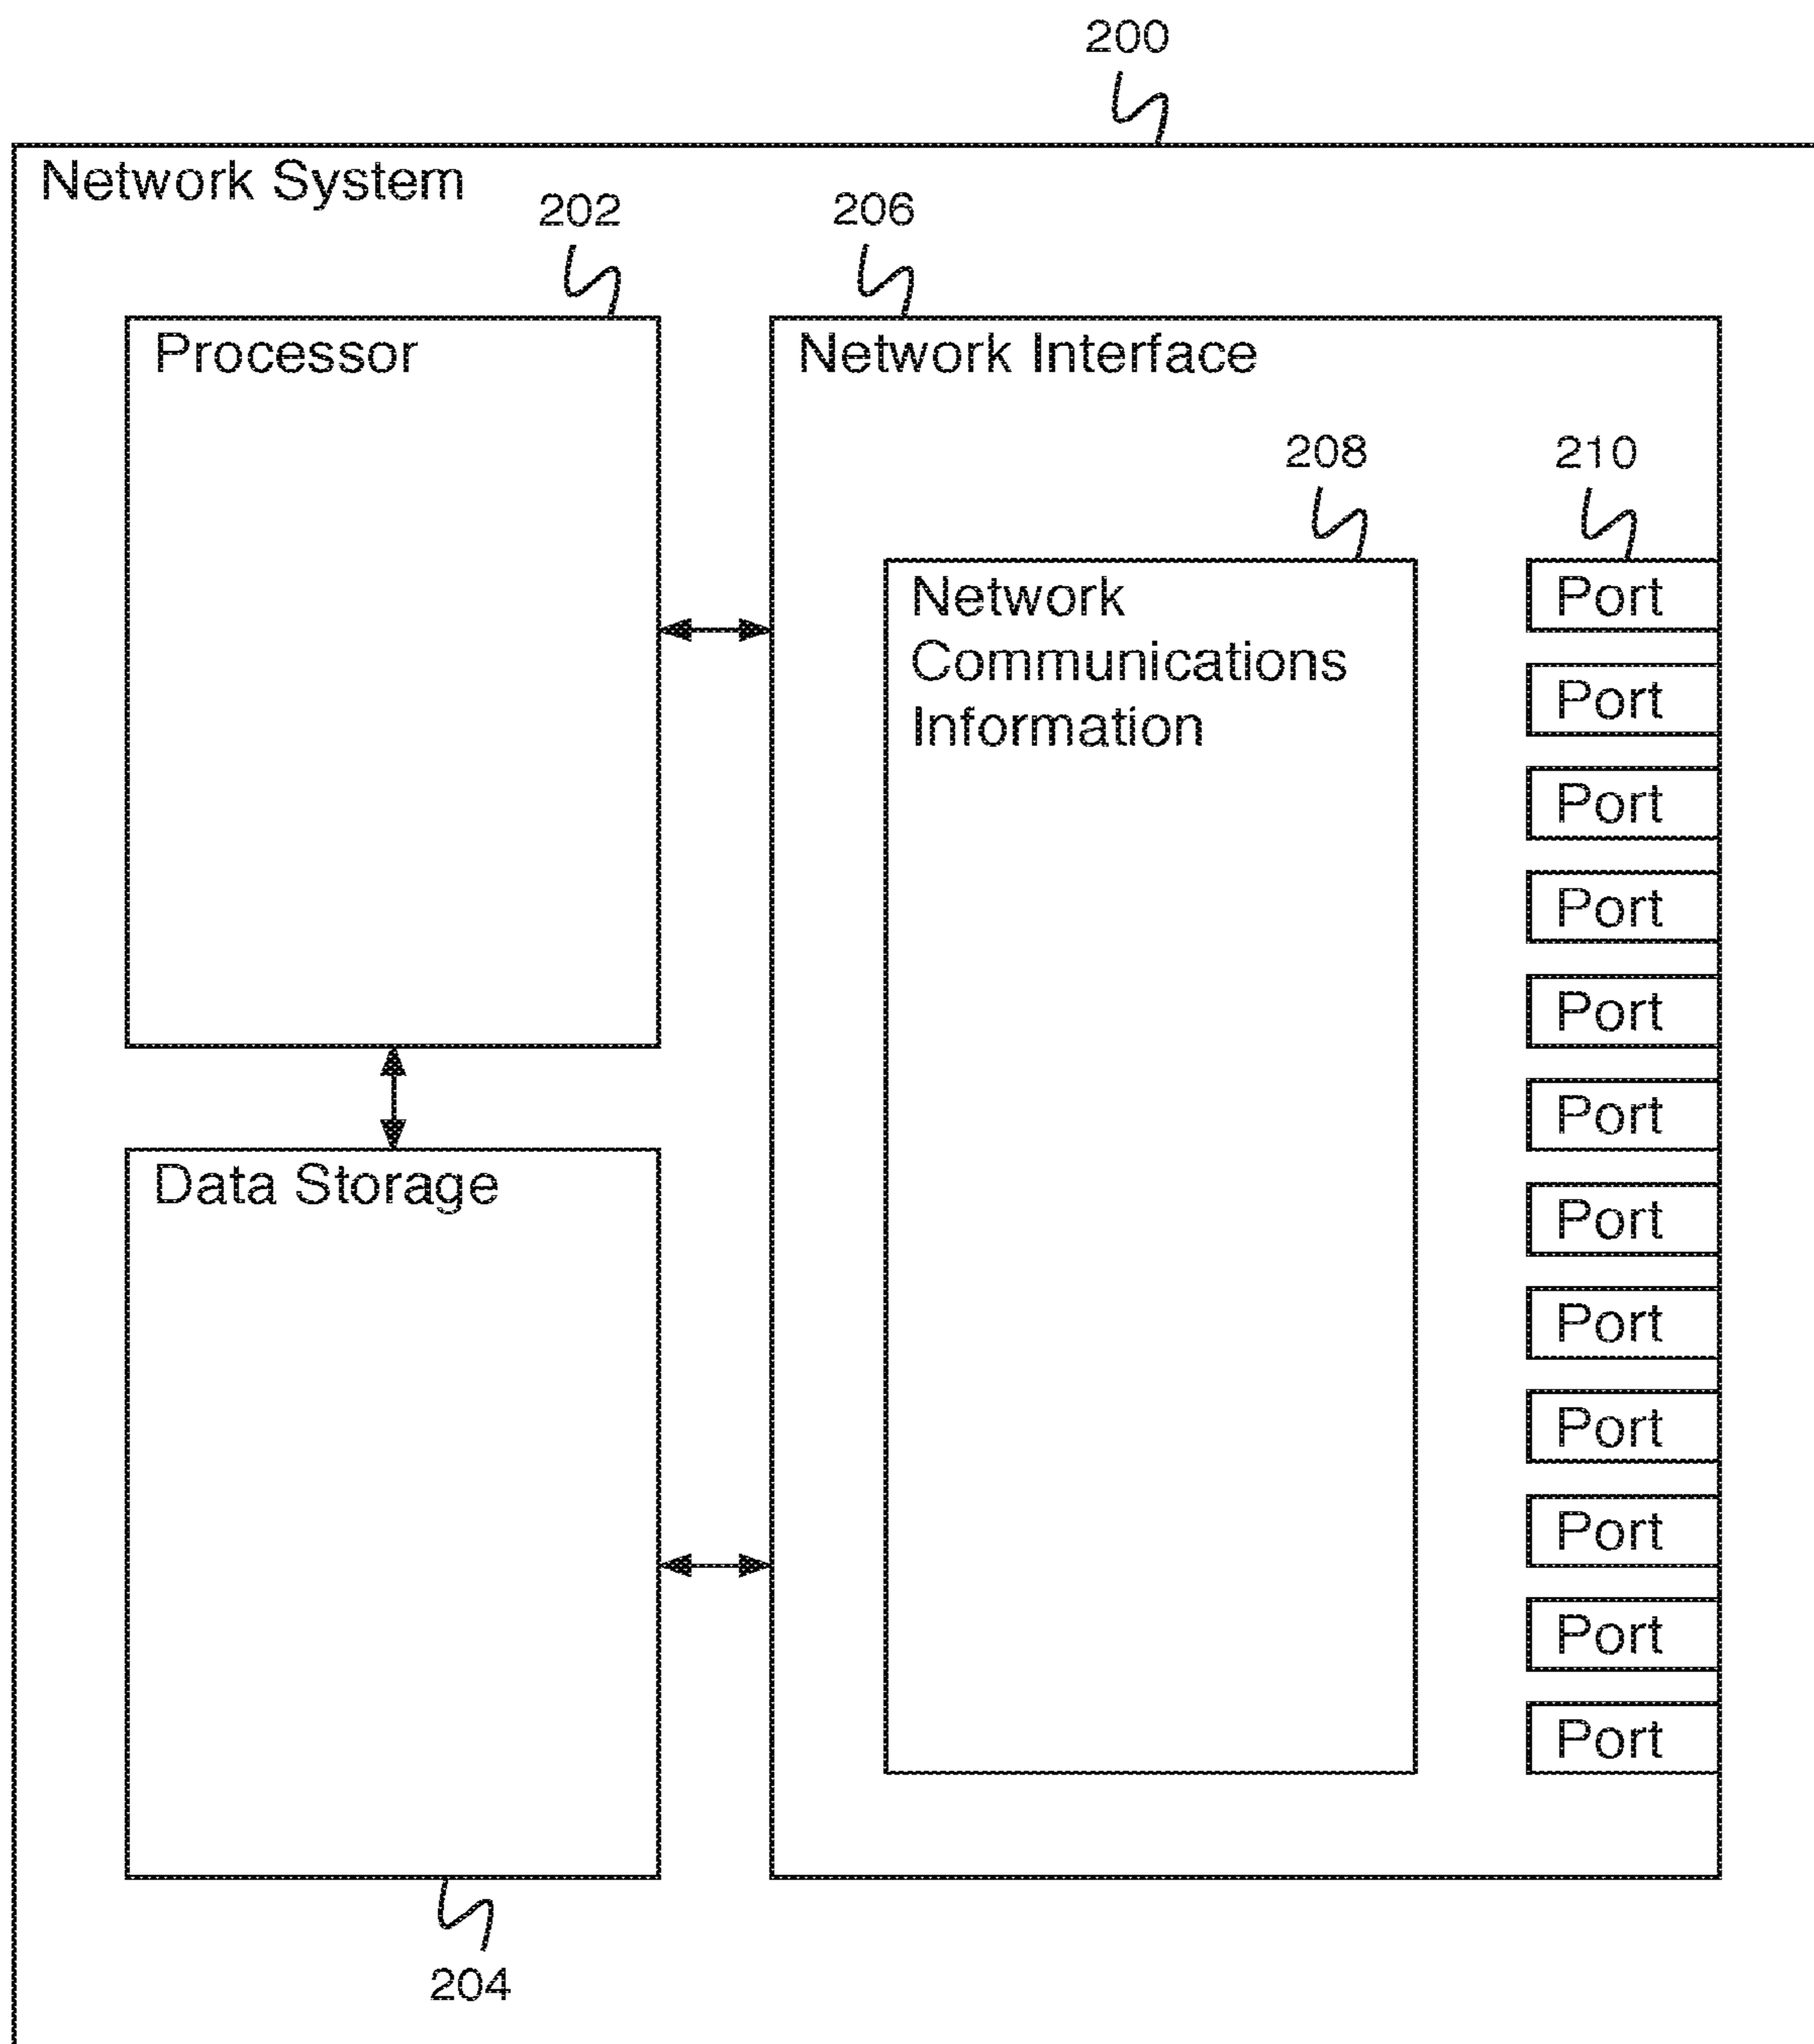 200
Network System
202
206
Processor
Network Interface
208
210
Network
Communications
Information
Port
Port
Port
Port
Port
Port
Port
Port
Port
Port
Port
Port
Data Storage
204